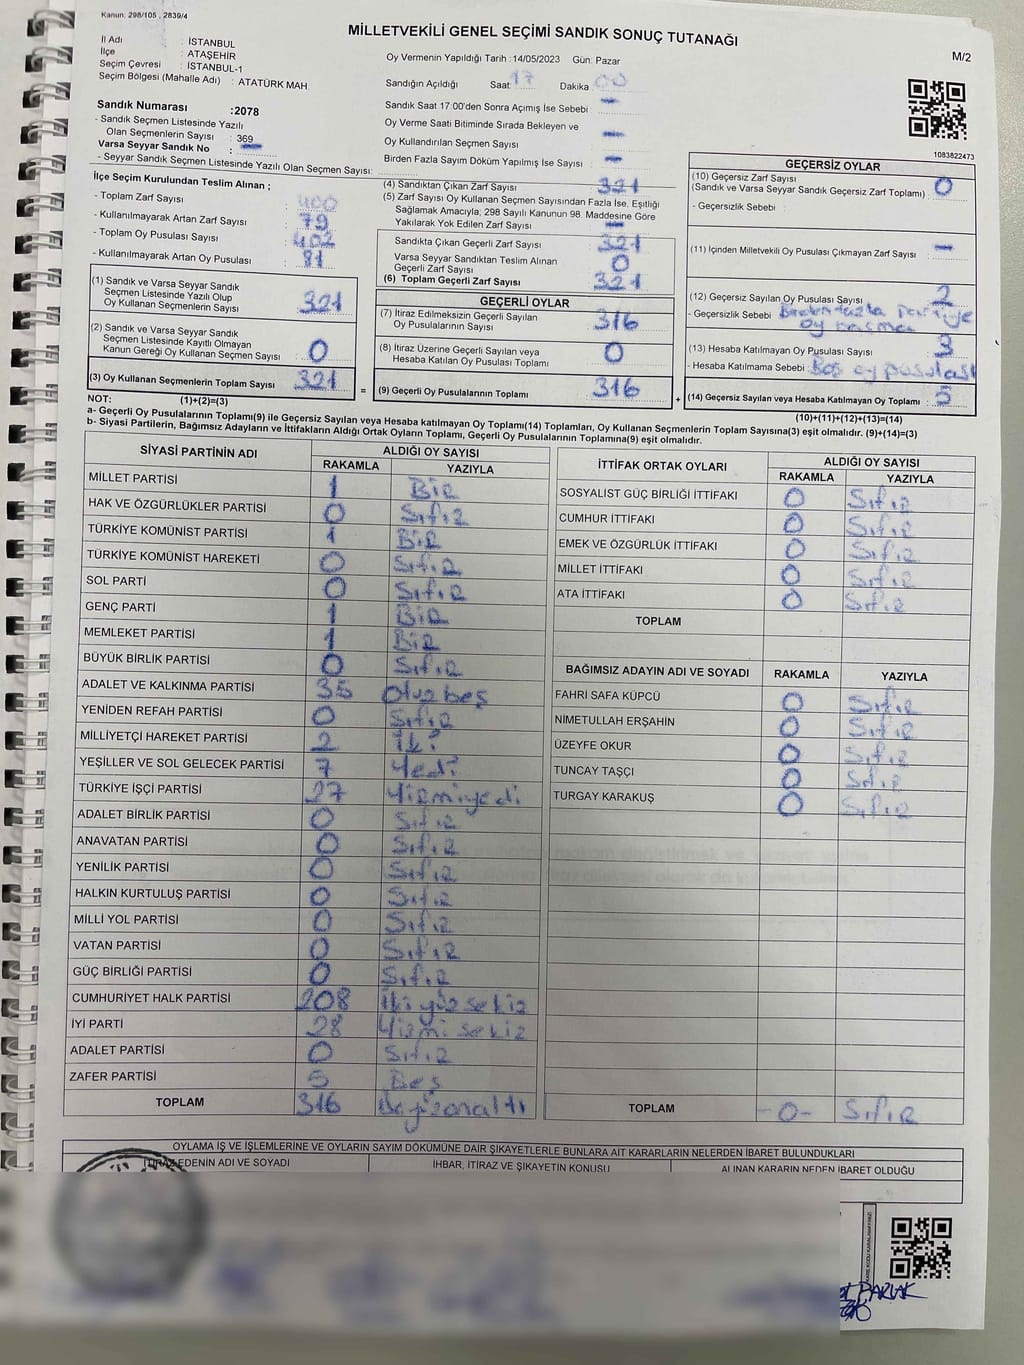 Kanun: 298/105 , 2839/4
MİLLETVEKİLİ GENEL SEÇİMİ SANDIK SONUÇ TUTANAĞI
M/2
İl Adı : İSTANBUL
İlçe : ATAŞEHİR
Seçim Çevresi : İSTANBUL-1
Seçim Bölgesi (Mahalle Adı) : ATATÜRK MAH.
Sandık Numarası :2078
- Sandık Seçmen Listesinde Yazılı
Olan Seçmenlerin Sayısı : 369
Varsa Seyyar Sandık No : -
- Seyyar Sandık Seçmen Listesinde Yazılı Olan Seçmen Sayısı:
Oy Vermenin Yapıldığı Tarih :14/05/2023 Gün: Pazar
Sandığın Açıldığı Saat 17 Dakika 00
Sandık Saat 17:00'den Sonra Açımış İse Sebebi : -
Oy Verme Saati Bitiminde Sırada Bekleyen ve
Oy Kullandırılan Seçmen Sayısı : -
Birden Fazla Sayım Döküm Yapılmış İse Sayısı : -
1083822473
İlçe Seçim Kurulundan Teslim Alınan ;
- Toplam Zarf Sayısı : 400
- Kullanılmayarak Artan Zarf Sayısı : 79
- Toplam Oy Pusulası Sayısı : 402
- Kullanılmayarak Artan Oy Pusulası : 81
(1) Sandık ve Varsa Seyyar Sandık
Seçmen Listesinde Yazılı Olup
Oy Kullanan Seçmenlerin Sayısı : 321
(2) Sandık ve Varsa Seyyar Sandık
Seçmen Listesinde Kayıtlı Olmayan
Kanun Gereği Oy Kullanan Seçmen Sayısı : 0
(3) Oy Kullanan Seçmenlerin Toplam Sayısı : 321
(4) Sandıktan Çıkan Zarf Sayısı : 321
(5) Zarf Sayısı Oy Kullanan Seçmen Sayısından Fazla İse, Eşitliği
Sağlamak Amacıyla; 298 Sayılı Kanunun 98. Maddesine Göre
Yakılarak Yok Edilen Zarf Sayısı : -
Sandıkta Çıkan Geçerli Zarf Sayısı : 321
Varsa Seyyar Sandıktan Teslim Alınan
Geçerli Zarf Sayısı : 0
(6) Toplam Geçerli Zarf Sayısı : 321
GEÇERLİ OYLAR
(7) İtiraz Edilmeksizin Geçerli Sayılan
Oy Pusulalarının Sayısı : 316
(8) İtiraz Üzerine Geçerli Sayılan veya
Hesaba Katılan Oy Pusulalarının Toplamı : 0
= (9) Geçerli Oy Pusulalarının Toplamı : 316 +
GEÇERSİZ OYLAR
(10) Geçersiz Zarf Sayısı : 0
(Sandık ve Varsa Seyyar Sandık Geçersiz Zarf Toplamı)
- Geçersizlik Sebebi :
(11) İçinden Milletvekili Oy Pusulası Çıkmayan Zarf Sayısı : -
(12) Geçersiz Sayılan Oy Pusulası Sayısı : 2
- Geçersizlik Sebebi : Birden fazla partiye
oy basması
(13) Hesaba Katılmayan Oy Pusulası Sayısı : 3
- Hesaba Katılmama Sebebi : Boş oy pusulası
(14) Geçersiz Sayılan veya Hesaba Katılmayan Oy Toplamı : 5
NOT: (1)+(2)=(3)
(10)+(11)+(12)+(13)=(14)
a- Geçerli Oy Pusulalarının Toplamı(9) ile Geçersiz Sayılan veya Hesaba katılmayan Oy Toplamı(14) Toplamları, Oy Kullanan Seçmenlerin Toplam Sayısına(3) eşit olmalıdır. (9)+(14)=(3)
b- Siyasi Partilerin, Bağımsız Adayların ve İttifakların Aldığı Ortak Oyların Toplamı, Geçerli Oy Pusulalarının Toplamına(9) eşit olmalıdır.
SİYASİ PARTİNİN ADI ALDIĞI OY SAYISI
RAKAMLA YAZIYLA
MİLLET PARTİSİ 1 Bir
HAK VE ÖZGÜRLÜKLER PARTİSİ 0 Sıfır
TÜRKİYE KOMÜNİST PARTİSİ 1 Bir
TÜRKİYE KOMÜNİST HAREKETİ 0 Sıfır
SOL PARTİ 0 Sıfır
GENÇ PARTİ 1 Bir
MEMLEKET PARTİSİ 1 Bir
BÜYÜK BİRLİK PARTİSİ 0 Sıfır
ADALET VE KALKINMA PARTİSİ 35 Otuz beş
YENİDEN REFAH PARTİSİ 0 Sıfır
MİLLİYETÇİ HAREKET PARTİSİ 2 İki
YEŞİLLER VE SOL GELECEK PARTİSİ 7 Yedi
TÜRKİYE İŞÇİ PARTİSİ 27 Yirmiyedi
ADALET BİRLİK PARTİSİ 0 Sıfır
ANAVATAN PARTİSİ 0 Sıfır
YENİLİK PARTİSİ 0 Sıfır
HALKIN KURTULUŞ PARTİSİ 0 Sıfır
MİLLİ YOL PARTİSİ 0 Sıfır
VATAN PARTİSİ 0 Sıfır
GÜÇ BİRLİĞİ PARTİSİ 0 Sıfır
CUMHURİYET HALK PARTİSİ 208 İki yüz sekiz
İYİ PARTİ 28 Yirmi sekiz
ADALET PARTİSİ 0 Sıfır
ZAFER PARTİSİ 5 Beş
TOPLAM 316
İTTİFAK ORTAK OYLARI ALDIĞI OY SAYISI
RAKAMLA YAZIYLA
SOSYALIST GÜÇ BİRLİĞİ İTTİFAKI 0 Sıfır
CUMHUR İTTİFAKI 0 Sıfır
EMEK VE ÖZGÜRLÜK İTTİFAKI 0 Sıfır
MİLLET İTTİFAKI 0 Sıfır
ATA İTTİFAKI 0 Sıfır
TOPLAM
BAĞIMSIZ ADAYIN ADI VE SOYADI RAKAMLA YAZIYLA
FAHRİ SAFA KÜPCÜ 0 Sıfır
NİMETULLAH ERŞAHİN 0 Sıfır
ÜZEYFE OKUR 0 Sıfır
TUNCAY TAŞÇI 0 Sıfır
TURGAY KARAKUŞ 0 Sıfır
TOPLAM -0- Sıfır
OYLAMA İŞ VE İŞLEMLERİNE VE OYLARIN SAYIM DÖKÜMÜNE DAİR ŞİKAYETLERLE BUNLARA AİT KARARLARIN NELERDEN İBARET BULUNDUKLARI
İTİRAZ EDENİN ADI VE SOYADI İHBAR, İTİRAZ VE ŞİKAYETİN KONUSU ALINAN KARARIN NEDEN İBARET OLDUĞU
PARLAK